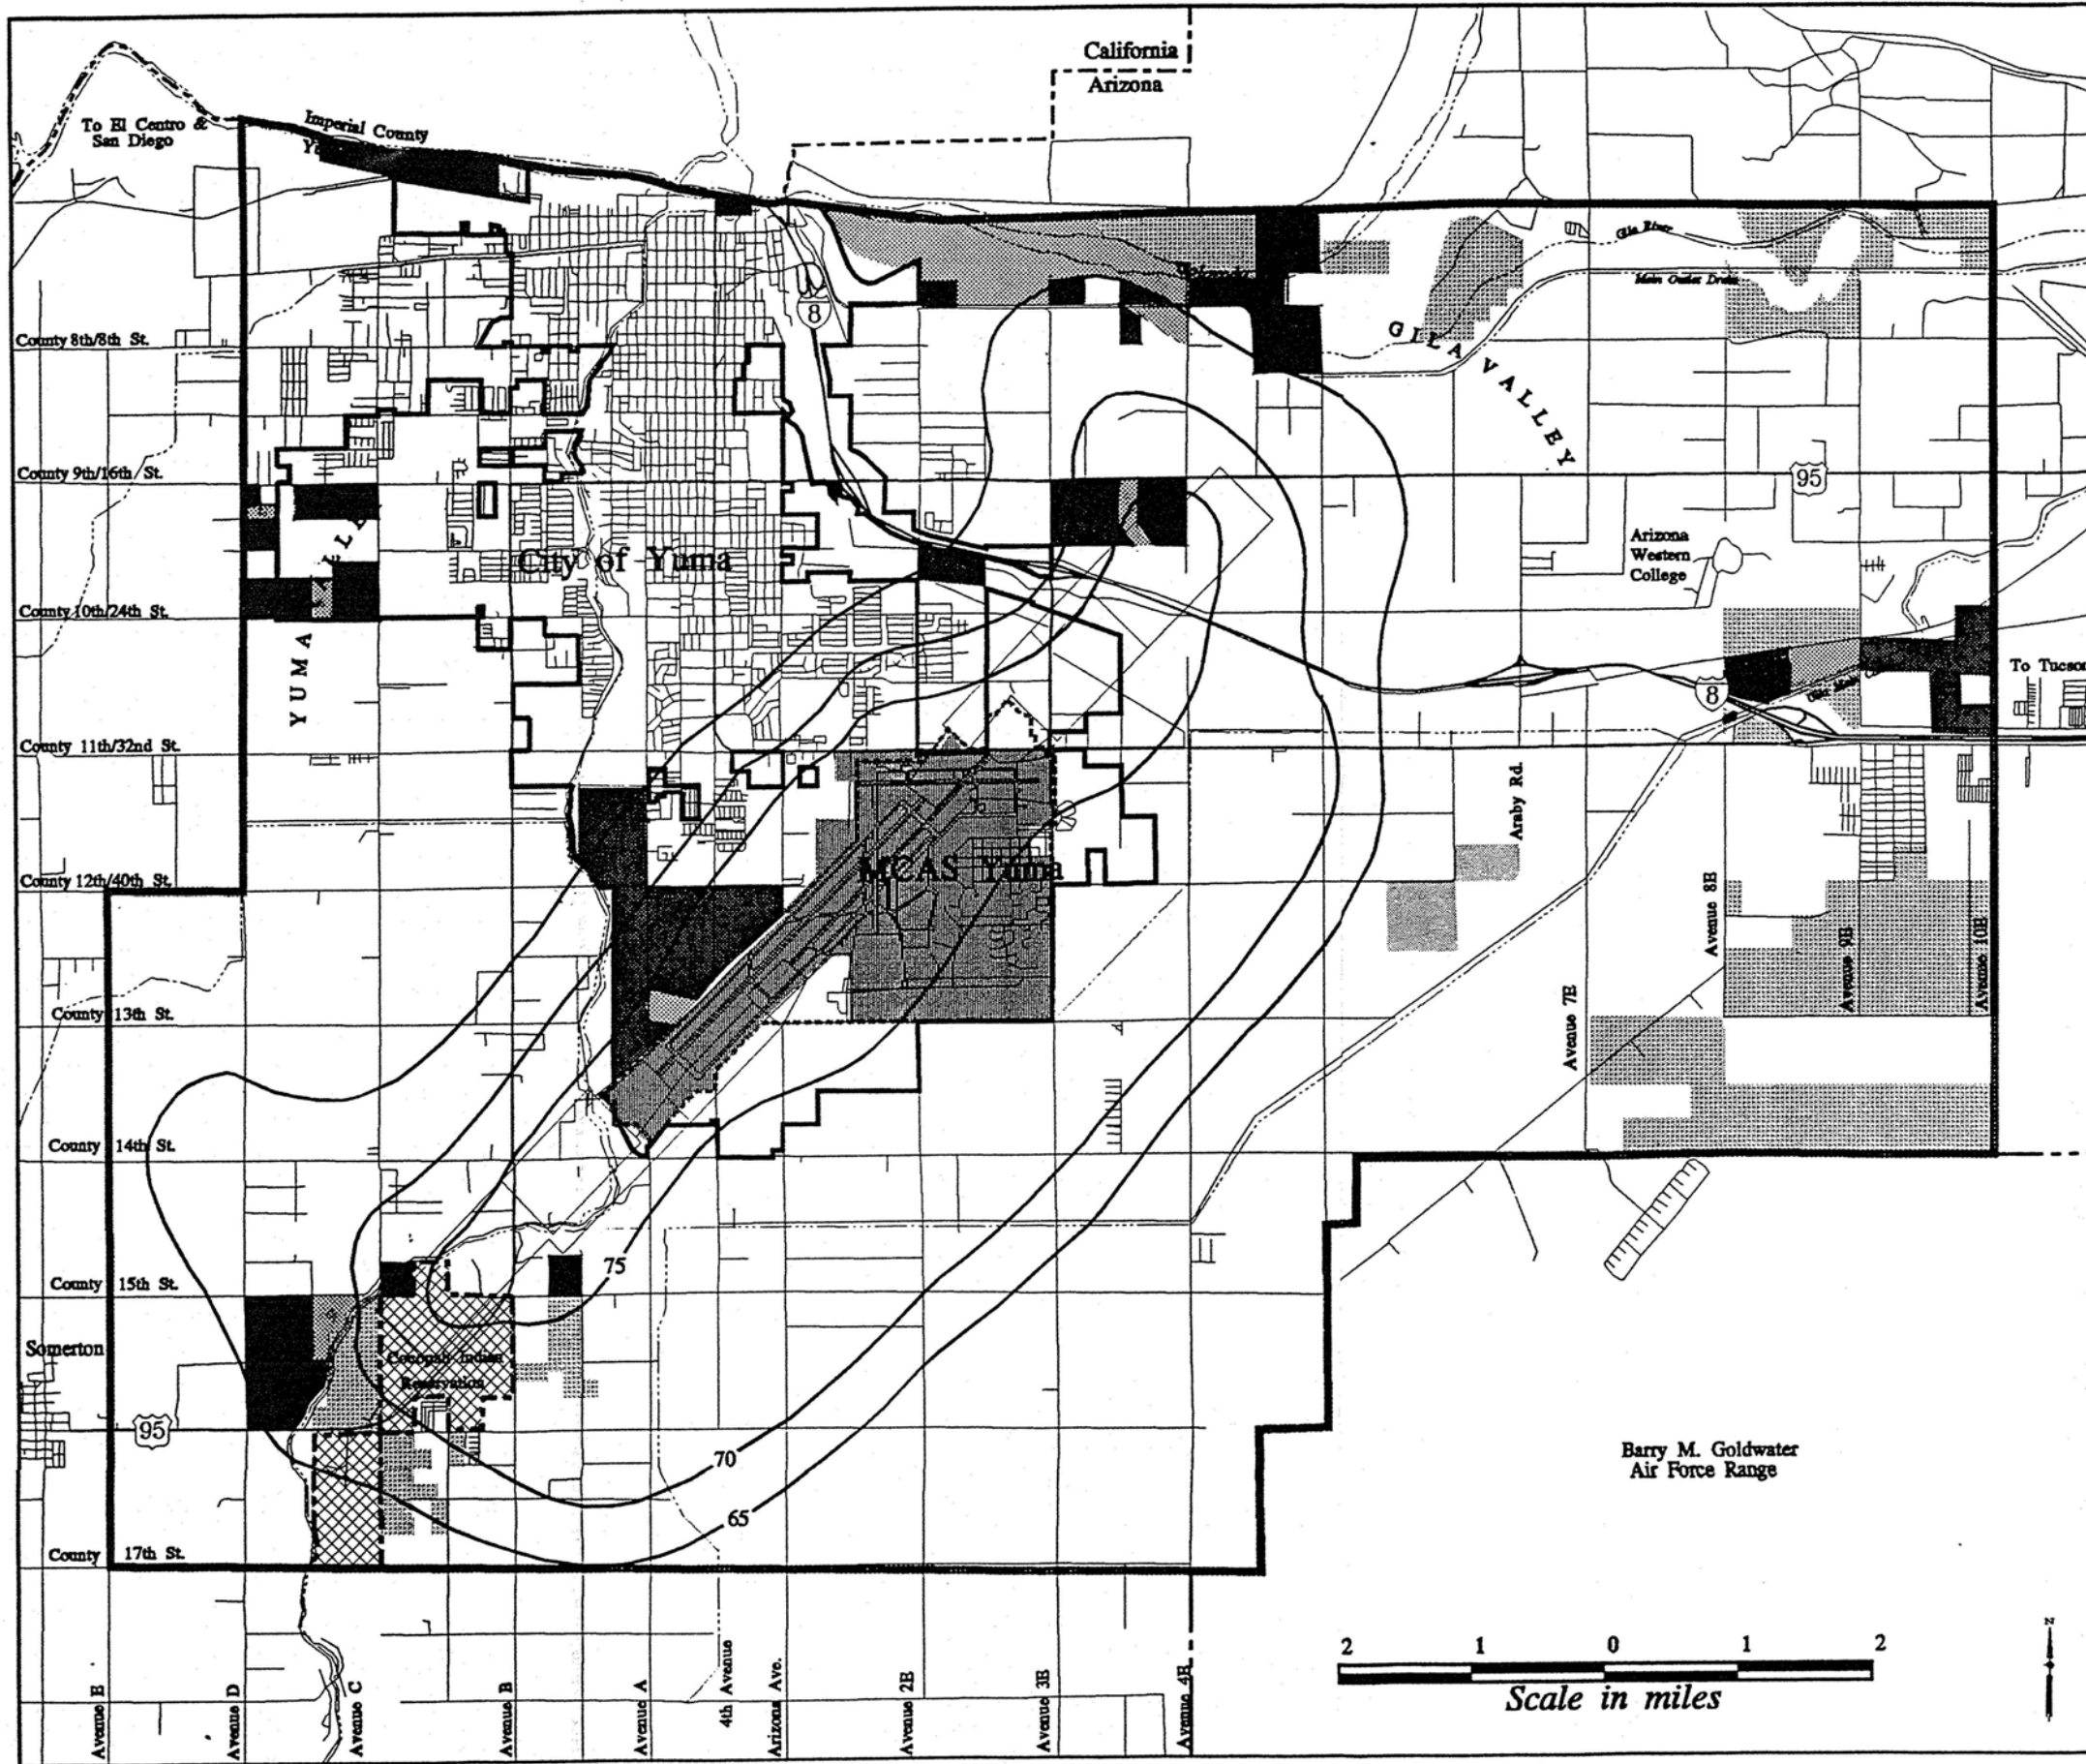 California
Arizona
To El Centro &
San Diego
Imperial County
Gila River
Main Outlet Drain
8
County 8th/8th St.
GILA VALLEY
County 9th/16th St.
95
Arizona
Western
College
City of Yuma
County 10th/24th St.
YUMA
To Tucson
8
County 11th/32nd St.
Araby Rd.
MCAS Yuma
County 12th/40th St.
Avenue 8E
Avenue 9E
Avenue 10E
County 13th St.
Avenue 7E
County 14th St.
75
County 15th St.
Somerton
Cocopah Indian
Reservation
95
70
Barry M. Goldwater
Air Force Range
65
County 17th St.
2 1 0 1 2
Scale in miles
N
Avenue E
Avenue D
Avenue C
Avenue B
Avenue A
4th Avenue
Arizona Ave.
Avenue 2E
Avenue 3E
Avenue 4E